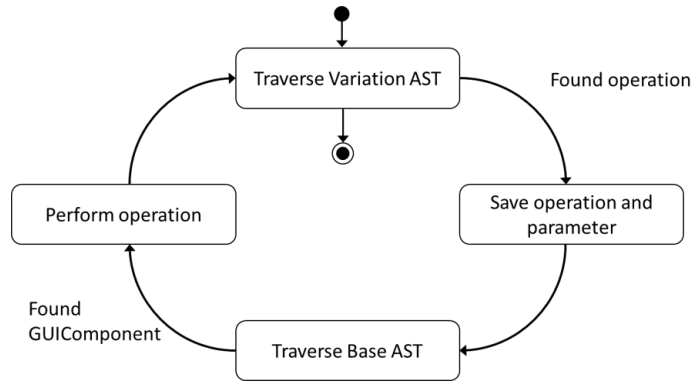 Traverse Variation AST
Found operation
Perform operation
Save operation and
parameter
Found
GUIComponent
Traverse Base AST